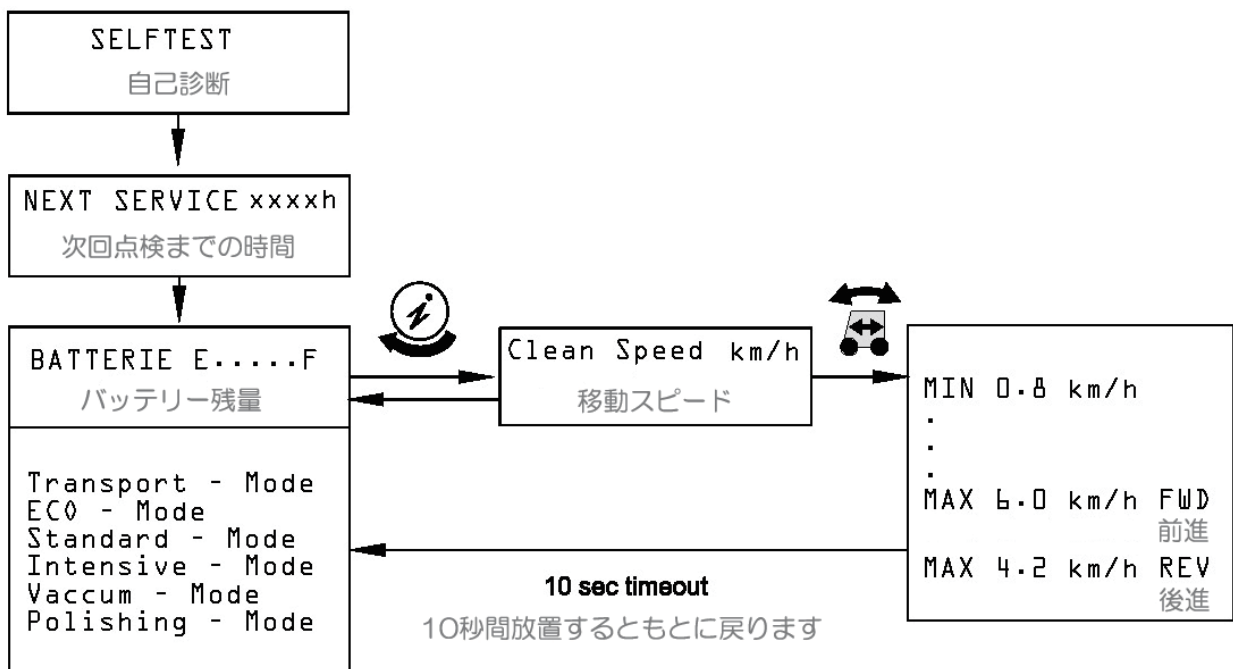 SELFTEST
自己診断
NEXT SERVICE xxxxh
次回点検までの時間
BATTERIE E.....F
バッテリー残量
Transport - Mode
ECO - Mode
Standard - Mode
Intensive - Mode
Vaccum - Mode
Polishing - Mode
i
Clean Speed km/h
移動スピード
MIN 0.8 km/h
.
.
.
MAX 6.0 km/h FWD
前進
MAX 4.2 km/h REV
後進
10 sec timeout
10秒間放置するともとに戻ります